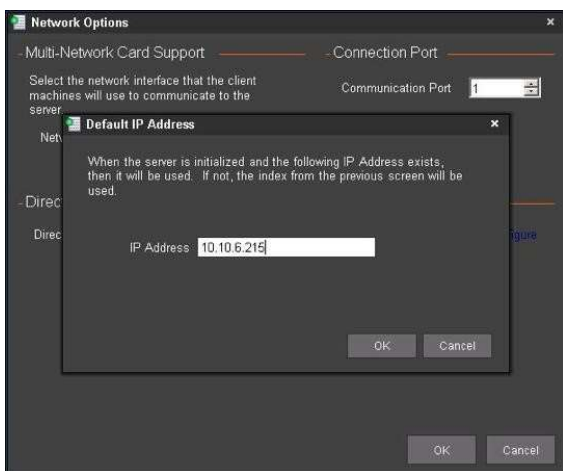 Network Options
Multi-Network Card Support
Connection Port
Select the network interface that the client
machines will use to communicate to the
server
Communication Port 1
Default IP Address
When the server is initialized and the following IP Address exists,
then it will be used. If not, the index from the previous screen will be
used.
IP Address 10.10.6.215
OK Cancel
OK Cancel